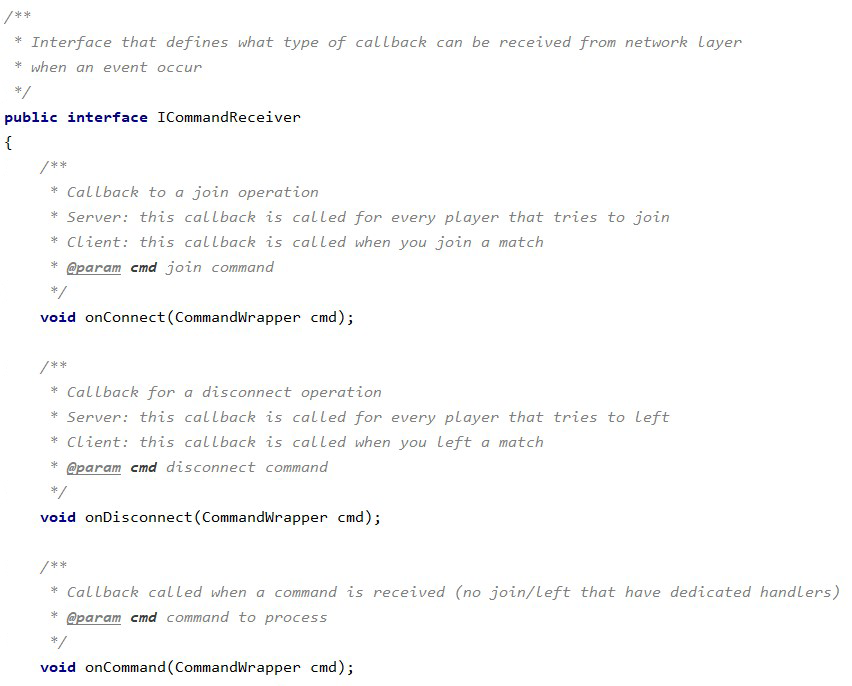 /**
 * Interface that defines what type of callback can be received from network layer
 * when an event occur
 */
public interface ICommandReceiver
{
    /**
     * Callback to a join operation
     * Server: this callback is called for every player that tries to join
     * Client: this callback is called when you join a match
     * @param cmd join command
     */
    void onConnect(CommandWrapper cmd);

    /**
     * Callback for a disconnect operation
     * Server: this callback is called for every player that tries to left
     * Client: this callback is called when you left a match
     * @param cmd disconnect command
     */
    void onDisconnect(CommandWrapper cmd);

    /**
     * Callback called when a command is received (no join/left that have dedicated handlers)
     * @param cmd command to process
     */
    void onCommand(CommandWrapper cmd);